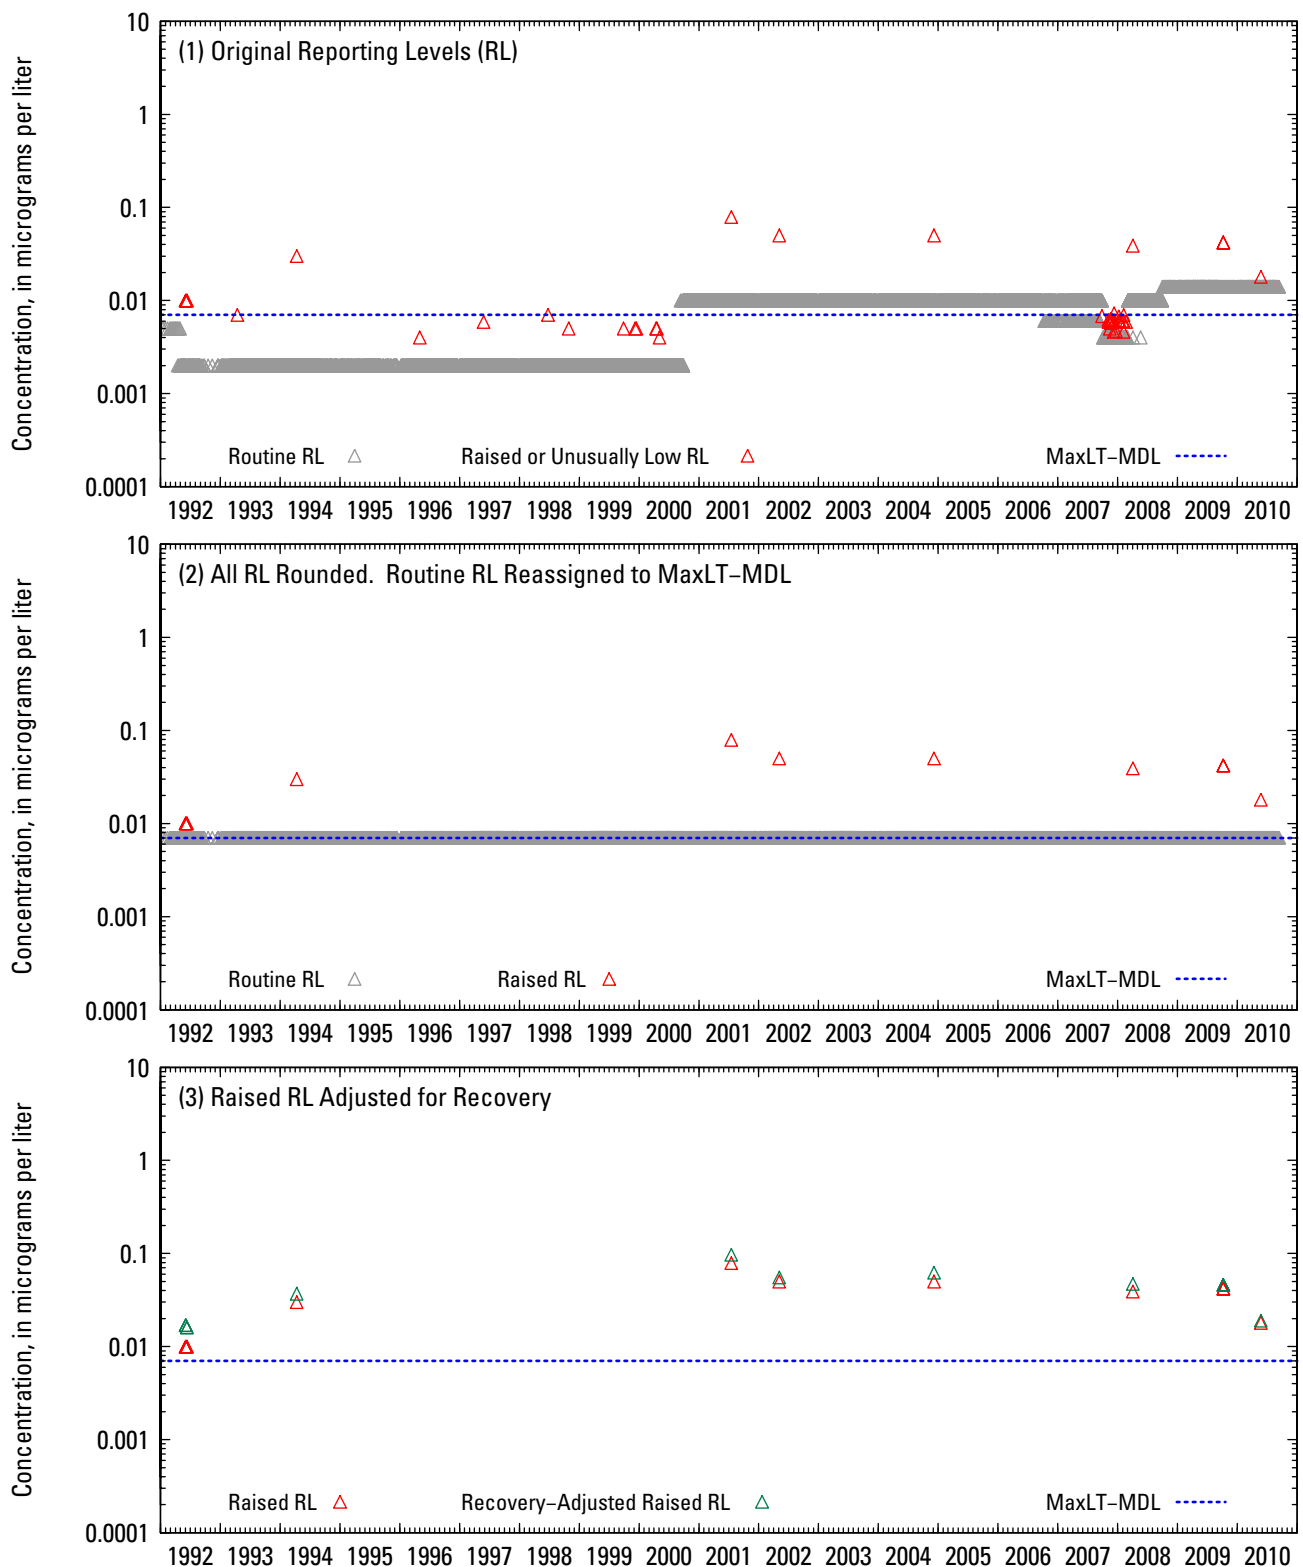 (1) Original Reporting Levels (RL)
Concentration, in micrograms per liter
10
1
0.1
0.01
0.001
0.0001
Routine RL
Raised or Unusually Low RL
MaxLT–MDL
1992 1993 1994 1995 1996 1997 1998 1999 2000 2001 2002 2003 2004 2005 2006 2007 2008 2009 2010
(2) All RL Rounded. Routine RL Reassigned to MaxLT–MDL
Concentration, in micrograms per liter
10
1
0.1
0.01
0.001
0.0001
Routine RL
Raised RL
MaxLT–MDL
1992 1993 1994 1995 1996 1997 1998 1999 2000 2001 2002 2003 2004 2005 2006 2007 2008 2009 2010
(3) Raised RL Adjusted for Recovery
Concentration, in micrograms per liter
10
1
0.1
0.01
0.001
0.0001
Raised RL
Recovery–Adjusted Raised RL
MaxLT–MDL
1992 1993 1994 1995 1996 1997 1998 1999 2000 2001 2002 2003 2004 2005 2006 2007 2008 2009 2010